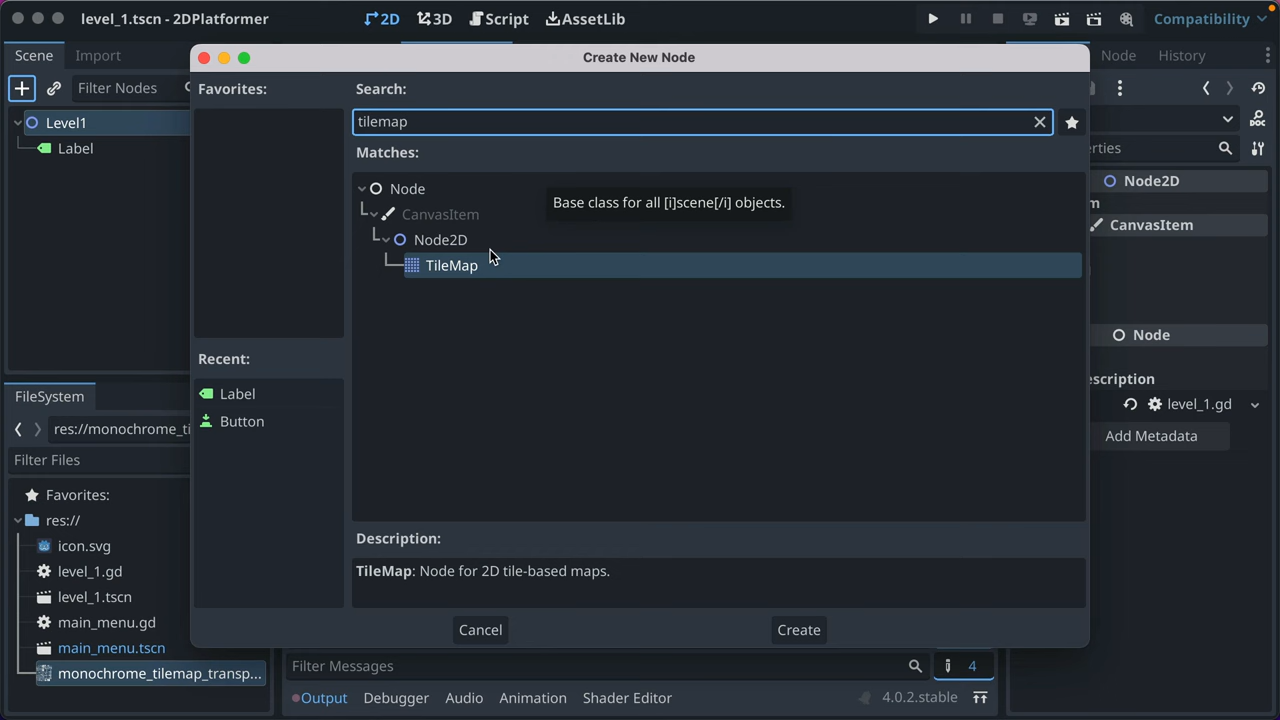 level_1.tscn - 2DPlatformer
2D
3D
Script
AssetLib
Compatibility
Scene
Import
Node
History
Create New Node
Filter Nodes
Level1
Label
Favorites:
Search:
tilemap
Matches:
Node
CanvasItem
Node2D
TileMap
Base class for all [i]scene[/i] objects.
erties
Node2D
m
CanvasItem
Node
escription
level_1.gd
Add Metadata
Recent:
Label
Button
Description:
TileMap: Node for 2D tile-based maps.
Cancel
Create
FileSystem
res://monochrome_ti
Filter Files
Favorites:
res://
icon.svg
level_1.gd
level_1.tscn
main_menu.gd
main_menu.tscn
monochrome_tilemap_transp...
Filter Messages
4
Output
Debugger
Audio
Animation
Shader Editor
4.0.2.stable